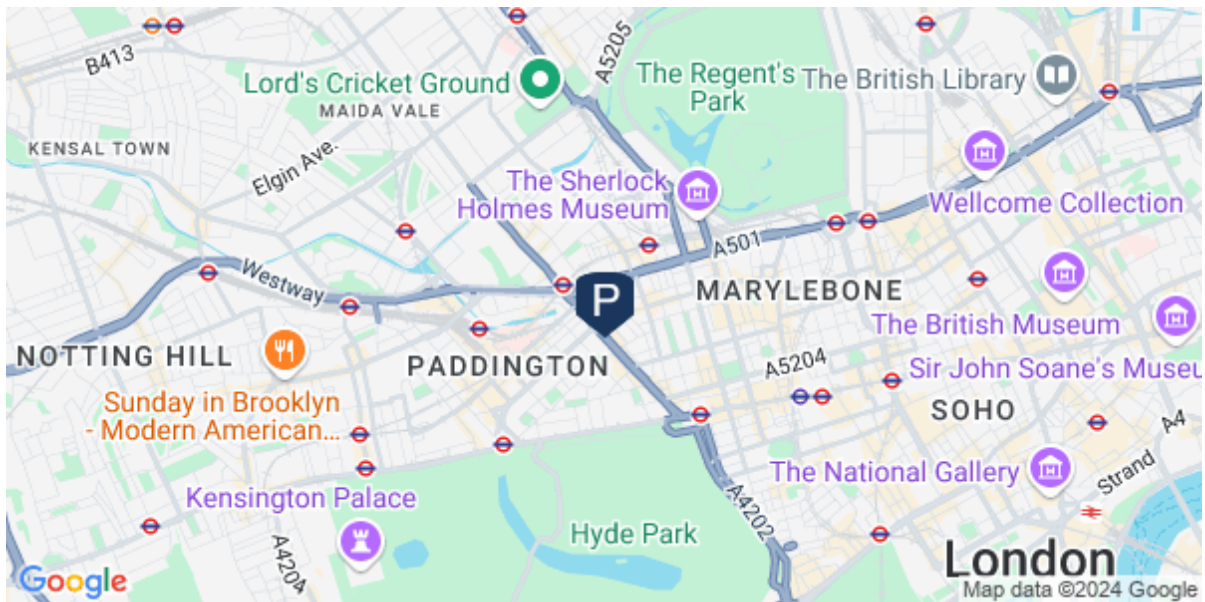 B413
A5205
Lord's Cricket Ground
MAIDA VALE
The Regent's
Park
The British Library
KENSAL TOWN
Elgin Ave.
The Sherlock
Holmes Museum
Wellcome Collection
A501
Westway
P
MARYLEBONE
The British Museum
NOTTING HILL
PADDINGTON
A5204
Sir John Soane's Museu
Sunday in Brooklyn
- Modern American...
SOHO
A4
The National Gallery
Strand
Kensington Palace
A4202
Hyde Park
A4204
London
Google
Map data ©2024 Google